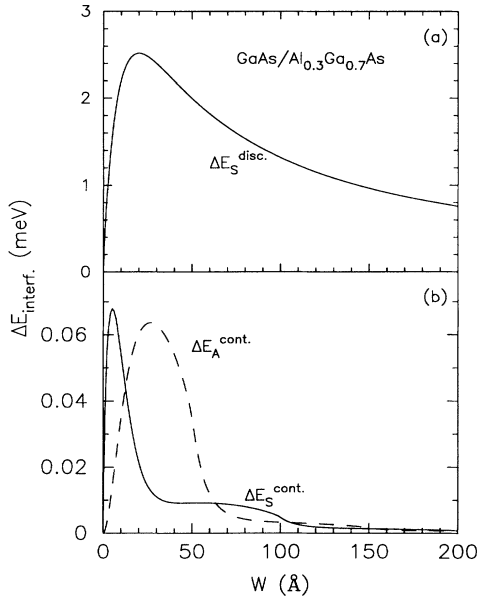 3
(a)
GaAs/Al0.3Ga0.7As
2
ΔES disc.
1
0
ΔEinterf. (meV)
(b)
0.06
ΔEA cont.
0.04
0.02
ΔES cont.
0
0 50 100 150 200
W (Å)